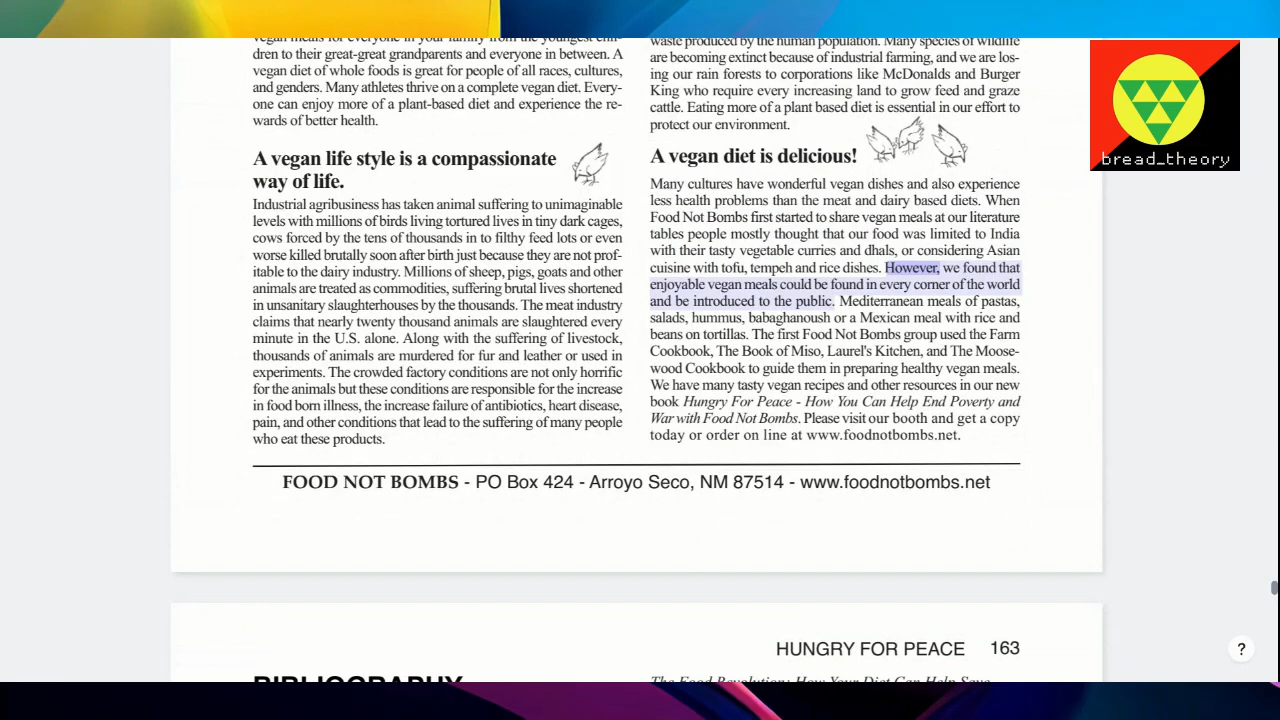 vegan meals for everyone in your family from the youngest chil-
dren to their great-great grandparents and everyone in between. A
vegan diet of whole foods is great for people of all races, cultures,
and genders. Many athletes thrive on a complete vegan diet. Every-
one can enjoy more of a plant-based diet and experience the re-
wards of better health.
A vegan life style is a compassionate
way of life.
Industrial agribusiness has taken animal suffering to unimaginable
levels with millions of birds living tortured lives in tiny dark cages,
cows forced by the tens of thousands in to filthy feed lots or even
worse killed brutally soon after birth just because they are not prof-
itable to the dairy industry. Millions of sheep, pigs, goats and other
animals are treated as commodities, suffering brutal lives shortened
in unsanitary slaughterhouses by the thousands. The meat industry
claims that nearly twenty thousand animals are slaughtered every
minute in the U.S. alone. Along with the suffering of livestock,
thousands of animals are murdered for fur and leather or used in
experiments. The crowded factory conditions are not only horrific
for the animals but these conditions are responsible for the increase
in food born illness, the increase failure of antibiotics, heart disease,
pain, and other conditions that lead to the suffering of many people
who eat these products.
waste produced by the human population. Many species of wildlife
are becoming extinct because of industrial farming, and we are los-
ing our rain forests to corporations like McDonalds and Burger
King who require every increasing land to grow feed and graze
cattle. Eating more of a plant based diet is essential in our effort to
protect our environment.
A vegan diet is delicious!
Many cultures have wonderful vegan dishes and also experience
less health problems than the meat and dairy based diets. When
Food Not Bombs first started to share vegan meals at our literature
tables people mostly thought that our food was limited to India
with their tasty vegetable curries and dhals, or considering Asian
cuisine with tofu, tempeh and rice dishes. However, we found that
enjoyable vegan meals could be found in every corner of the world
and be introduced to the public. Mediterranean meals of pastas,
salads, hummus, babaghanoush or a Mexican meal with rice and
beans on tortillas. The first Food Not Bombs group used the Farm
Cookbook, The Book of Miso, Laurel's Kitchen, and The Moose-
wood Cookbook to guide them in preparing healthy vegan meals.
We have many tasty vegan recipes and other resources in our new
book Hungry For Peace - How You Can Help End Poverty and
War with Food Not Bombs. Please visit our booth and get a copy
today or order on line at www.foodnotbombs.net.
FOOD NOT BOMBS - PO Box 424 - Arroyo Seco, NM 87514 - www.foodnotbombs.net
HUNGRY FOR PEACE 163
BIBLIOGRAPHY
The Food Revolution: How Your Diet Can Help Save
bread_theory
?